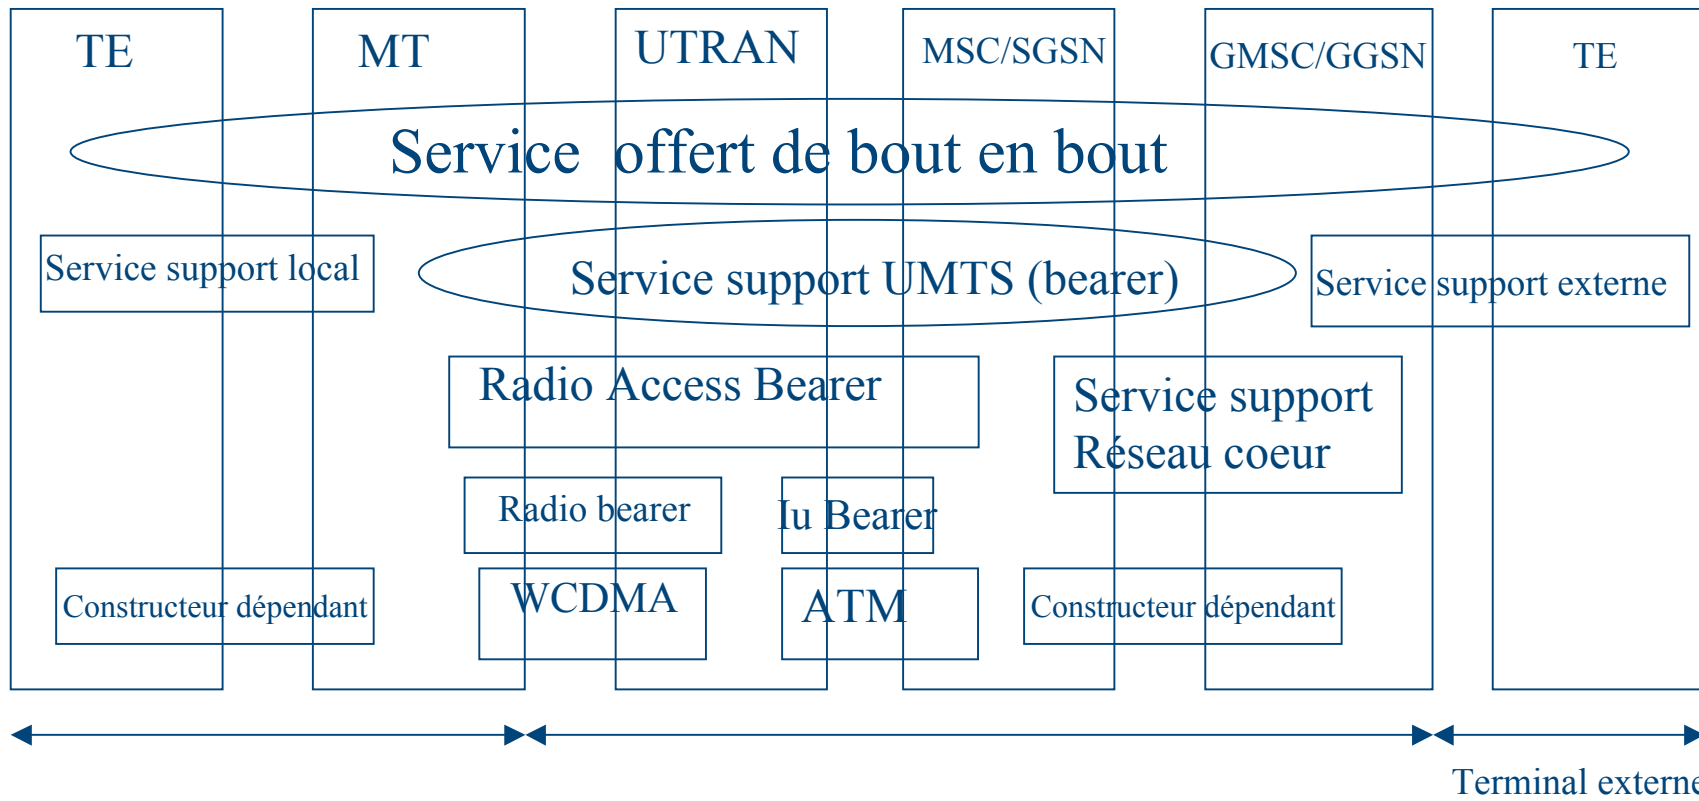 TE
MT
UTRAN
MSC/SGSN
GMSC/GGSN
TE
Service offert de bout en bout
Service support local
Service support UMTS (bearer)
Service support externe
Radio Access Bearer
Service support
Réseau coeur
Radio bearer
Iu Bearer
Constructeur dépendant
WCDMA
ATM
Constructeur dépendant
Terminal externe